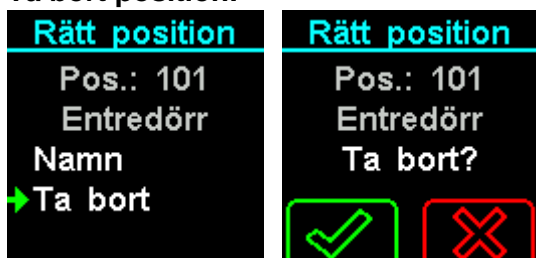 Ta bort position:
Rätt position
Pos.: 101
Entredörr
Namn
Ta bort
Rätt position
Pos.: 101
Entredörr
Ta bort?